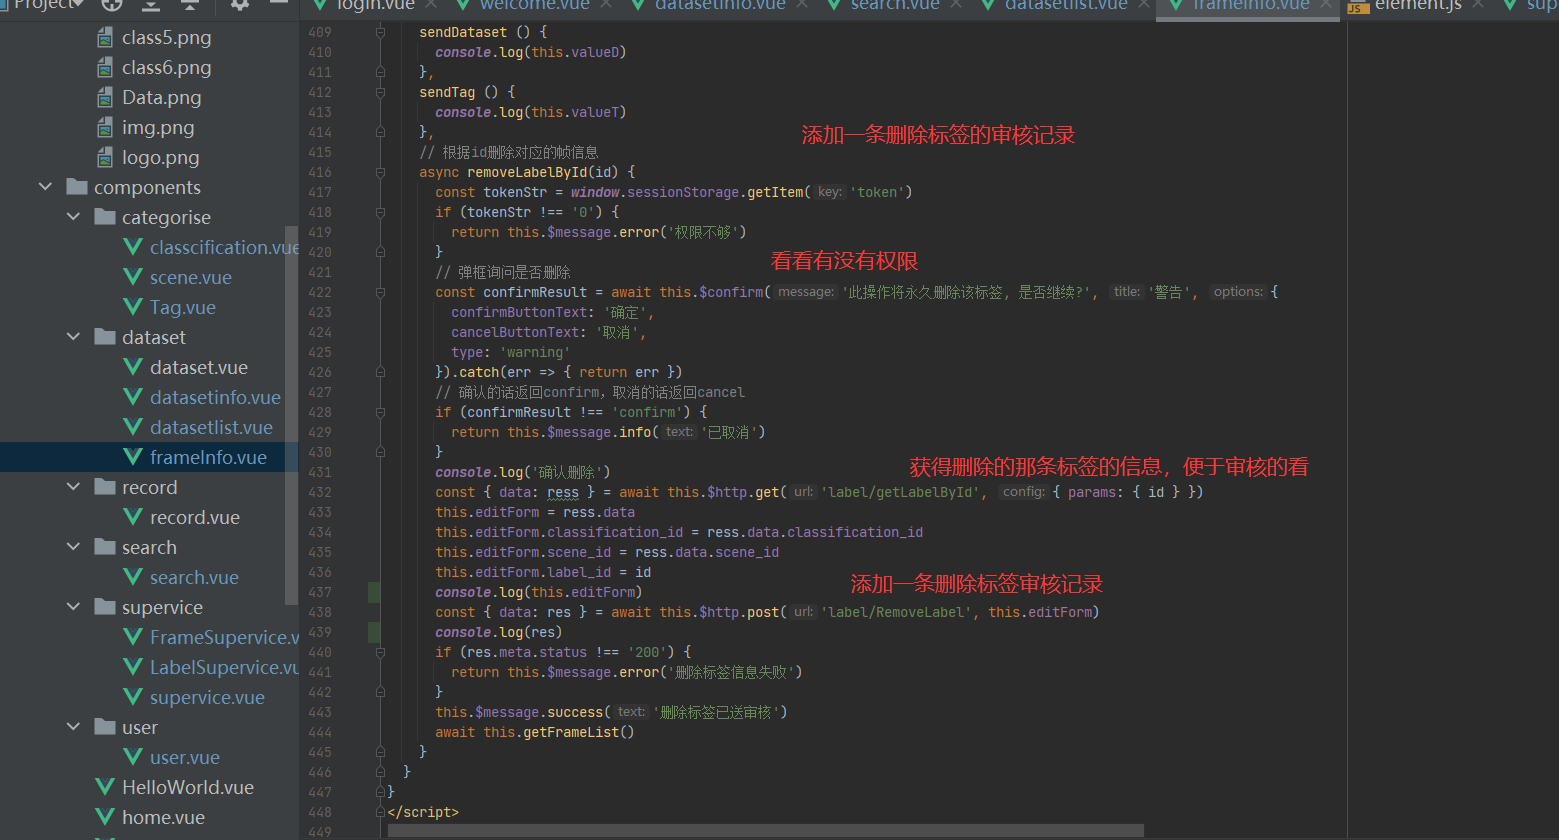 Project
login.vue
welcome.vue
datasetinfo.vue
search.vue
datasetlist.vue
frameInfo.vue
element.js
sup
class5.png
class6.png
Data.png
img.png
logo.png
components
categorise
classcification.vue
scene.vue
Tag.vue
dataset
dataset.vue
datasetinfo.vue
datasetlist.vue
frameInfo.vue
record
record.vue
search
search.vue
supervice
FrameSupervice.v
LabelSupervice.vu
supervice.vue
user
user.vue
HelloWorld.vue
home.vue
409 sendDataset () {
410 console.log(this.valueD)
411 },
412 sendTag () {
413 console.log(this.valueT)
414 },
添加一条删除标签的审核记录
415 // 根据id删除对应的帧信息
416 async removeLabelById(id) {
417 const tokenStr = window.sessionStorage.getItem( key: 'token')
418 if (tokenStr !== '0') {
419 return this.$message.error('权限不够')
420 }
看看有没有权限
421 // 弹框询问是否删除
422 const confirmResult = await this.$confirm( message: '此操作将永久删除该标签, 是否继续?', title: '警告', options: {
423 confirmButtonText: '确定',
424 cancelButtonText: '取消',
425 type: 'warning'
426 }).catch(err => { return err })
427 // 确认的话返回confirm，取消的话返回cancel
428 if (confirmResult !== 'confirm') {
429 return this.$message.info( text: '已取消')
430 }
431 console.log('确认删除')
获得删除的那条标签的信息，便于审核的看
432 const { data: ress } = await this.$http.get( url: 'label/getLabelById', config: { params: { id } })
433 this.editForm = ress.data
434 this.editForm.classification_id = ress.data.classification_id
435 this.editForm.scene_id = ress.data.scene_id
436 this.editForm.label_id = id
添加一条删除标签审核记录
437 console.log(this.editForm)
438 const { data: res } = await this.$http.post( url: 'label/RemoveLabel', this.editForm)
439 console.log(res)
440 if (res.meta.status !== '200') {
441 return this.$message.error('删除标签信息失败')
442 }
443 this.$message.success( text: '删除标签已送审核')
444 await this.getFrameList()
445 }
446 }
447 }
448 </script>
449